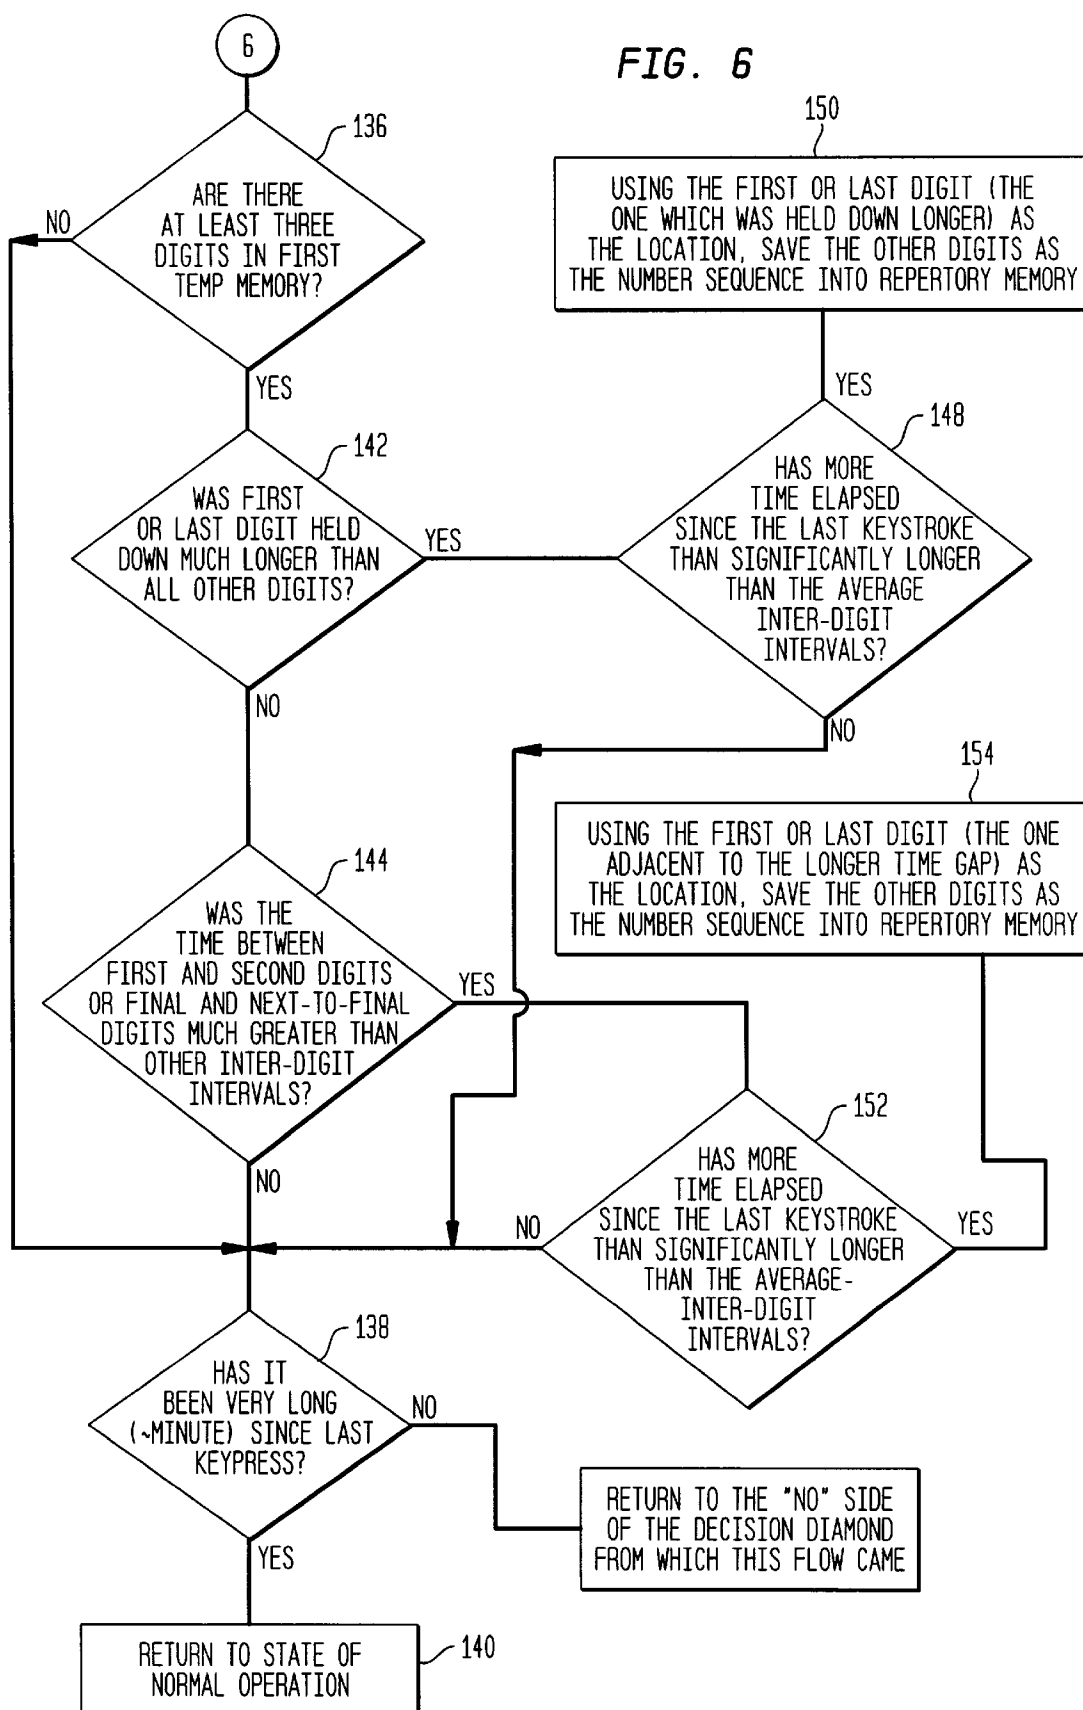 6
FIG. 6
136
ARE THERE
AT LEAST THREE
DIGITS IN FIRST
TEMP MEMORY?
NO
YES
150
USING THE FIRST OR LAST DIGIT (THE
ONE WHICH WAS HELD DOWN LONGER) AS
THE LOCATION, SAVE THE OTHER DIGITS AS
THE NUMBER SEQUENCE INTO REPERTORY MEMORY
YES
142
WAS FIRST
OR LAST DIGIT HELD
DOWN MUCH LONGER THAN
ALL OTHER DIGITS?
YES
NO
148
HAS MORE
TIME ELAPSED
SINCE THE LAST KEYSTROKE
THAN SIGNIFICANTLY LONGER
THAN THE AVERAGE
INTER-DIGIT
INTERVALS?
NO
154
USING THE FIRST OR LAST DIGIT (THE ONE
ADJACENT TO THE LONGER TIME GAP) AS
THE LOCATION, SAVE THE OTHER DIGITS AS
THE NUMBER SEQUENCE INTO REPERTORY MEMORY
144
WAS THE
TIME BETWEEN
FIRST AND SECOND DIGITS
OR FINAL AND NEXT-TO-FINAL
DIGITS MUCH GREATER THAN
OTHER INTER-DIGIT
INTERVALS?
YES
NO
152
HAS MORE
TIME ELAPSED
SINCE THE LAST KEYSTROKE
THAN SIGNIFICANTLY LONGER
THAN THE AVERAGE-
INTER-DIGIT
INTERVALS?
NO
YES
138
HAS IT
BEEN VERY LONG
(~MINUTE) SINCE LAST
KEYPRESS?
NO
YES
RETURN TO THE "NO" SIDE
OF THE DECISION DIAMOND
FROM WHICH THIS FLOW CAME
140
RETURN TO STATE OF
NORMAL OPERATION